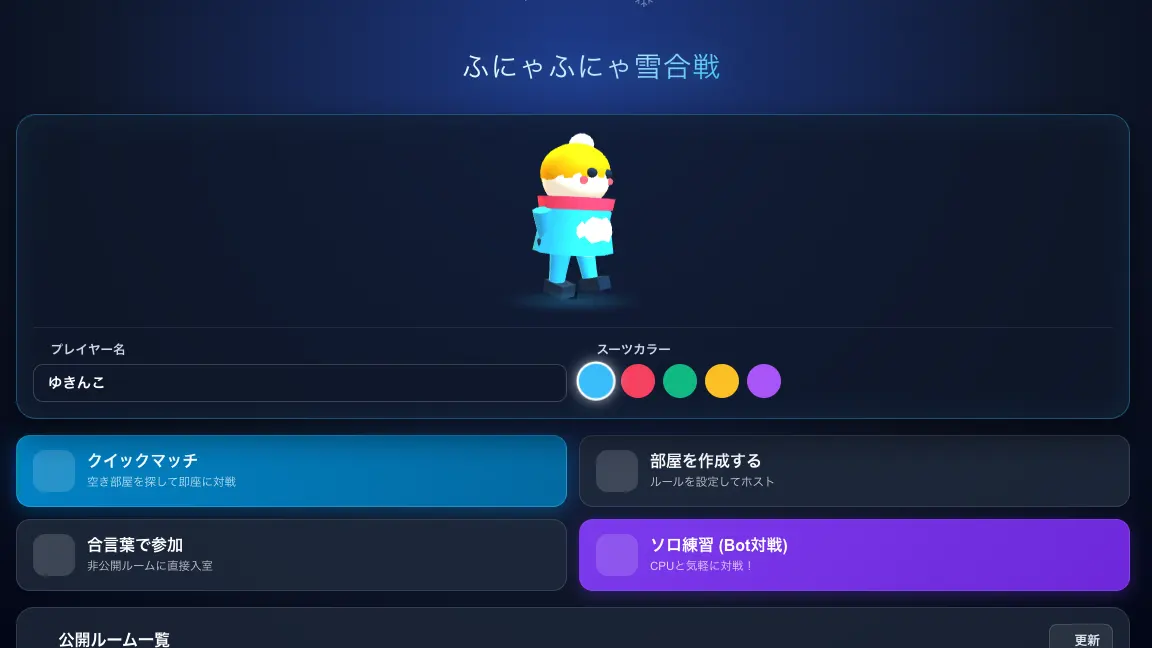 ふにゃふにゃ雪合戦
プレイヤー名
ゆきんこ
スーツカラー
クイックマッチ
空き部屋を探して即座に対戦
部屋を作成する
ルールを設定してホスト
合言葉で参加
非公開ルームに直接入室
ソロ練習 (Bot対戦)
CPUと気軽に対戦！
公開ルーム一覧
更新